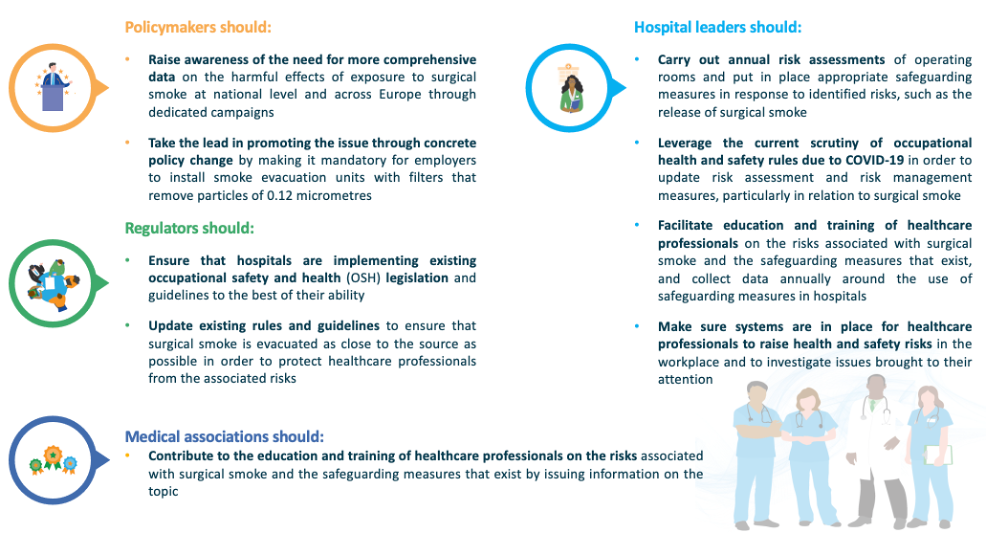 Policymakers should:
• Raise awareness of the need for more comprehensive
data on the harmful effects of exposure to surgical
smoke at national level and across Europe through
dedicated campaigns
• Take the lead in promoting the issue through concrete
policy change by making it mandatory for employers
to install smoke evacuation units with filters that
remove particles of 0.12 micrometres
Regulators should:
• Ensure that hospitals are implementing existing
occupational safety and health (OSH) legislation and
guidelines to the best of their ability
• Update existing rules and guidelines to ensure that
surgical smoke is evacuated as close to the source as
possible in order to protect healthcare professionals
from the associated risks
Medical associations should:
• Contribute to the education and training of healthcare professionals on the risks associated
with surgical smoke and the safeguarding measures that exist by issuing information on the
topic
Hospital leaders should:
• Carry out annual risk assessments of operating
rooms and put in place appropriate safeguarding
measures in response to identified risks, such as the
release of surgical smoke
• Leverage the current scrutiny of occupational
health and safety rules due to COVID-19 in order to
update risk assessment and risk management
measures, particularly in relation to surgical smoke
• Facilitate education and training of healthcare
professionals on the risks associated with surgical
smoke and the safeguarding measures that exist,
and collect data annually around the use of
safeguarding measures in hospitals
• Make sure systems are in place for healthcare
professionals to raise health and safety risks in the
workplace and to investigate issues brought to their
attention